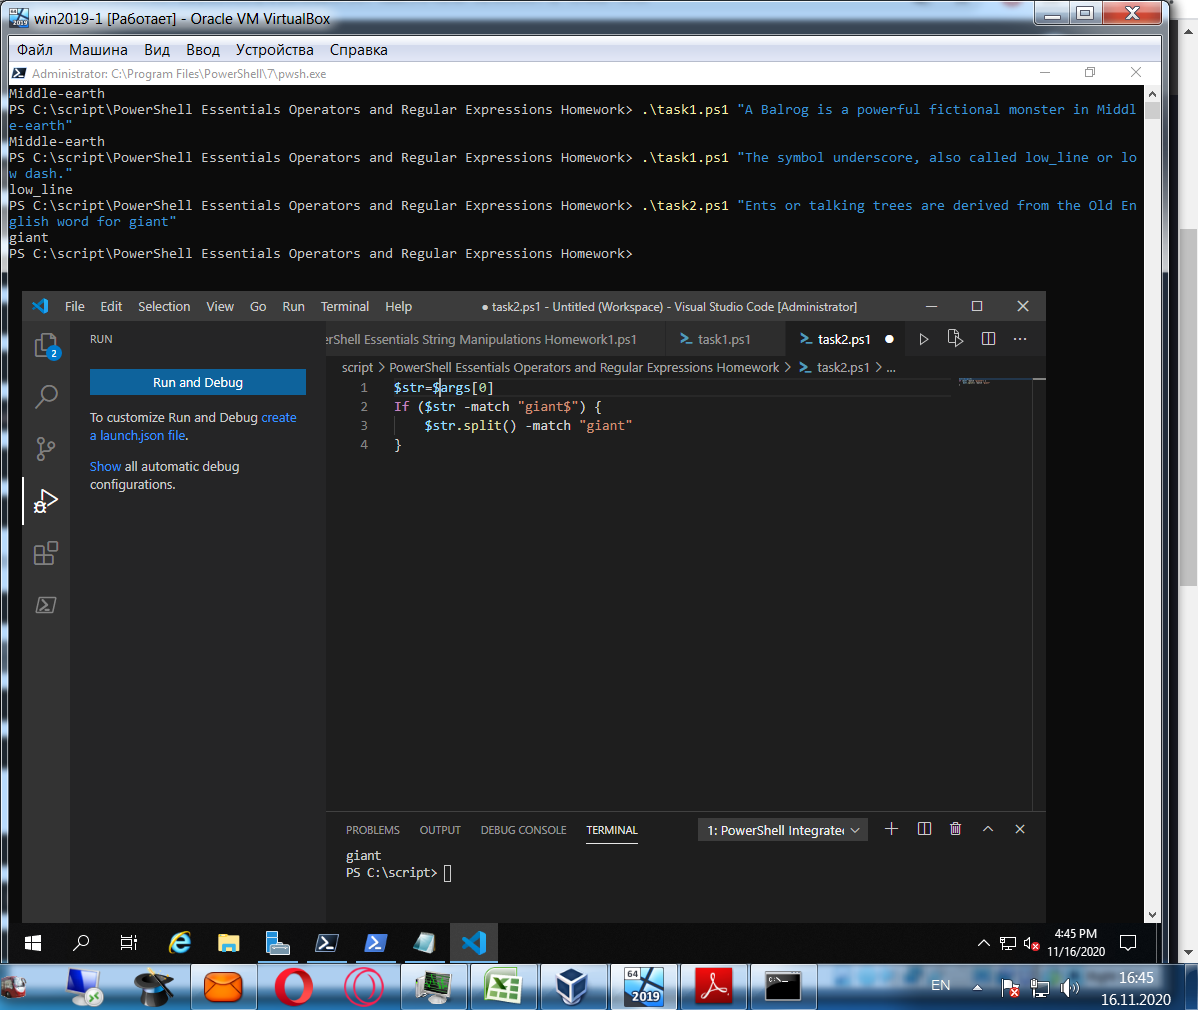 win2019-1 [Работает] - Oracle VM VirtualBox
Файл Машина Вид Ввод Устройства Справка
Administrator: C:\Program Files\PowerShell\7\pwsh.exe
Middle-earth
PS C:\script\PowerShell Essentials Operators and Regular Expressions Homework> .\task1.ps1 "A Balrog is a powerful fictional monster in Middl
e-earth"
Middle-earth
PS C:\script\PowerShell Essentials Operators and Regular Expressions Homework> .\task1.ps1 "The symbol underscore, also called low_line or lo
w dash."
low_line
PS C:\script\PowerShell Essentials Operators and Regular Expressions Homework> .\task2.ps1 "Ents or talking trees are derived from the Old En
glish word for giant"
giant
PS C:\script\PowerShell Essentials Operators and Regular Expressions Homework>
File Edit Selection View Go Run Terminal Help ● task2.ps1 - Untitled (Workspace) - Visual Studio Code [Administrator]
RUN
rShell Essentials String Manipulations Homework1.ps1 task1.ps1 task2.ps1
script > PowerShell Essentials Operators and Regular Expressions Homework > task2.ps1 > ...
Run and Debug
To customize Run and Debug create
a launch.json file.
Show all automatic debug
configurations.
2
1 $str=$args[0]
2 If ($str -match "giant$") {
3 $str.split() -match "giant"
4 }
PROBLEMS OUTPUT DEBUG CONSOLE TERMINAL 1: PowerShell Integrate
giant
PS C:\script>
4:45 PM
11/16/2020
64
2019
C:\_
EN
16:45
16.11.2020